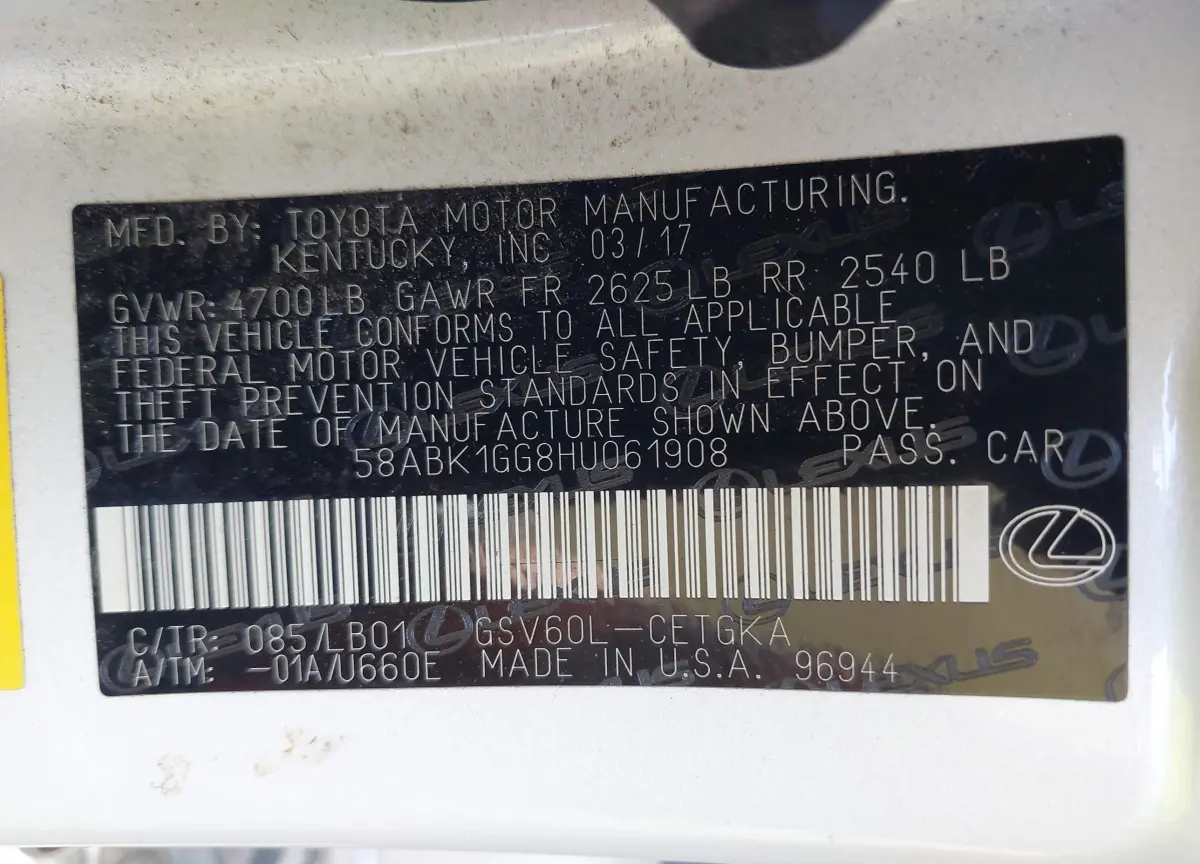 MFD. BY: TOYOTA MOTOR MANUFACTURING.
KENTUCKY, INC 03/17
GVWR: 4700LB GAWR FR 2625LB RR 2540 LB
THIS VEHICLE CONFORMS TO ALL APPLICABLE
FEDERAL MOTOR VEHICLE SAFETY, BUMPER, AND
THEFT PREVENTION STANDARDS IN EFFECT ON
THE DATE OF MANUFACTURE SHOWN ABOVE.
58ABK1GG8HU061908 PASS. CAR
C/TR: 085/LB01 GSV60L-CETGKA
A/TM: -01A/U660E MADE IN U.S.A. 96944